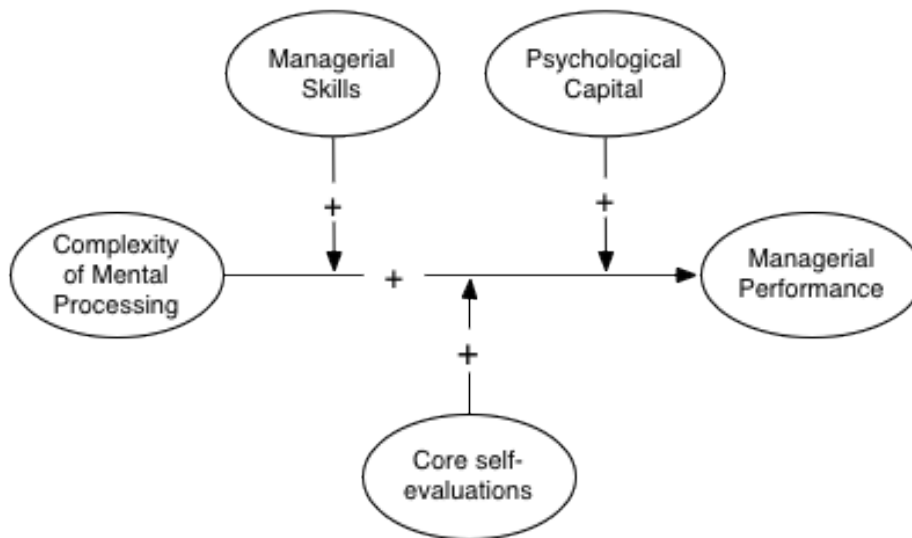 Managerial
Skills
Psychological
Capital
+
+
Complexity
of Mental
Processing
+
Managerial
Performance
+
Core self-
evaluations